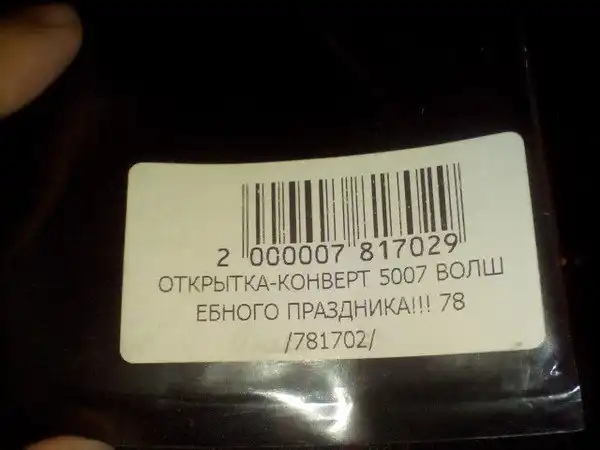 2 000007 817029
ОТКРЫТКА-КОНВЕРТ 5007 ВОЛШ
ЕБНОГО ПРАЗДНИКА!!! 78
/781702/